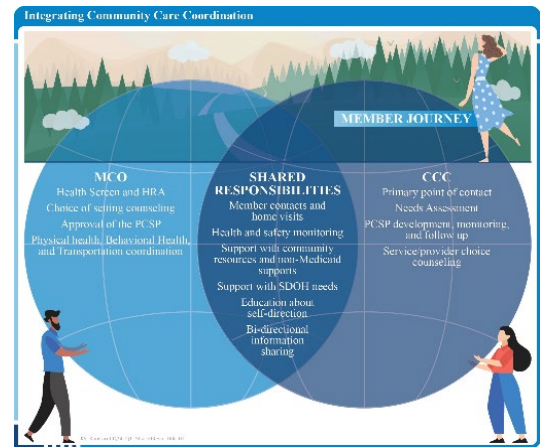 Integrating Community Care Coordination
MEMBER JOURNEY
MCO
Health Screen and HRA
Choice of setting counseling
Approval of the PCSP
Physical health, Behavioral Health,
and Transportation coordination
SHARED
RESPONSIBILITIES
Member contacts and
home visits
Health and safety monitoring
Support with community
resources and non-Medicaid
supports
Support with SDOH needs
Education about
self-direction
Bi-directional
information
sharing
CCC
Primary point of contact
Needs Assessment
PCSP development, monitoring,
and follow up
Service/provider choice
counseling